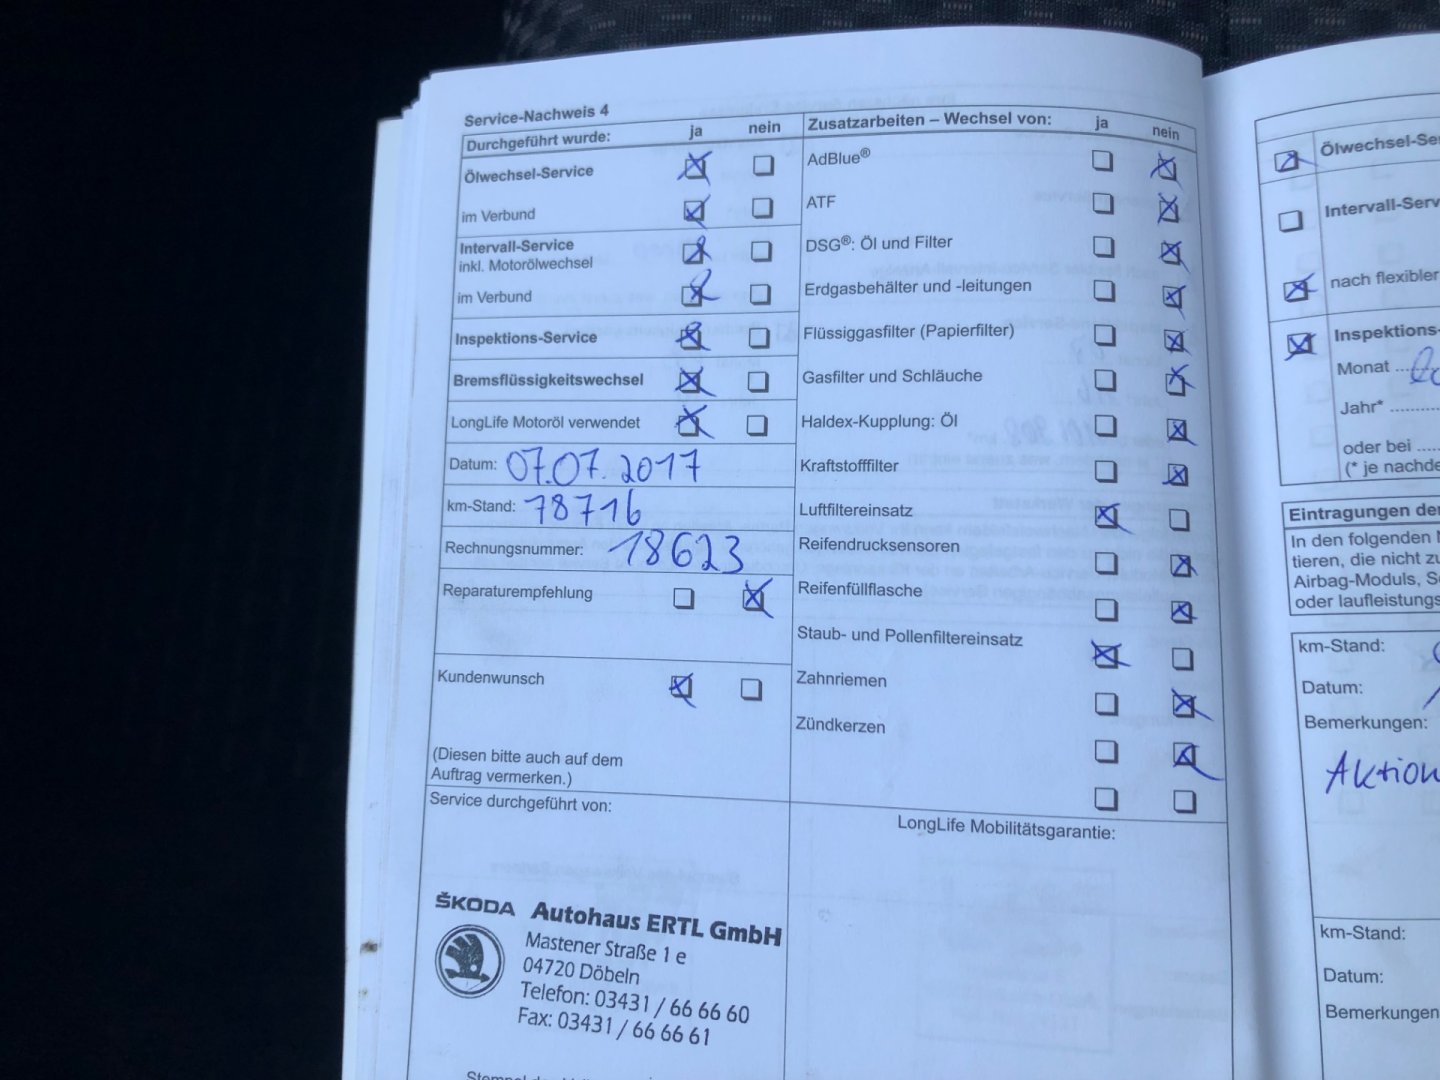 Service-Nachweis 4
Durchgeführt wurde: ja nein
Ölwechsel-Service
im Verbund
Intervall-Service
inkl. Motorölwechsel
im Verbund
Inspektions-Service
Bremsflüssigkeitswechsel
LongLife Motoröl verwendet
Datum: 07.07.2017
km-Stand: 78716
Rechnungsnummer: 18623
Reparaturempfehlung
Kundenwunsch
(Diesen bitte auch auf dem
Auftrag vermerken.)
Service durchgeführt von:
ŠKODA Autohaus ERTL GmbH
Mastener Straße 1 e
04720 Döbeln
Telefon: 03431 / 66 66 60
Fax: 03431 / 66 66 61
Zusatzarbeiten – Wechsel von: ja nein
AdBlue®
ATF
DSG®: Öl und Filter
Erdgasbehälter und -leitungen
Flüssiggasfilter (Papierfilter)
Gasfilter und Schläuche
Haldex-Kupplung: Öl
Kraftstofffilter
Luftfiltereinsatz
Reifendrucksensoren
Reifenfüllflasche
Staub- und Pollenfiltereinsatz
Zahnriemen
Zündkerzen
LongLife Mobilitätsgarantie:
Ölwechsel-Se
Intervall-Serv
nach flexibler
Inspektions-
Monat ...
Jahr* ...........
oder bei .....
(* je nachde
Eintragungen der
In den folgenden
tieren, die nicht zu
Airbag-Moduls, Se
oder laufleistungs
km-Stand:
Datum:
Bemerkungen:
Aktion
km-Stand:
Datum:
Bemerkungen